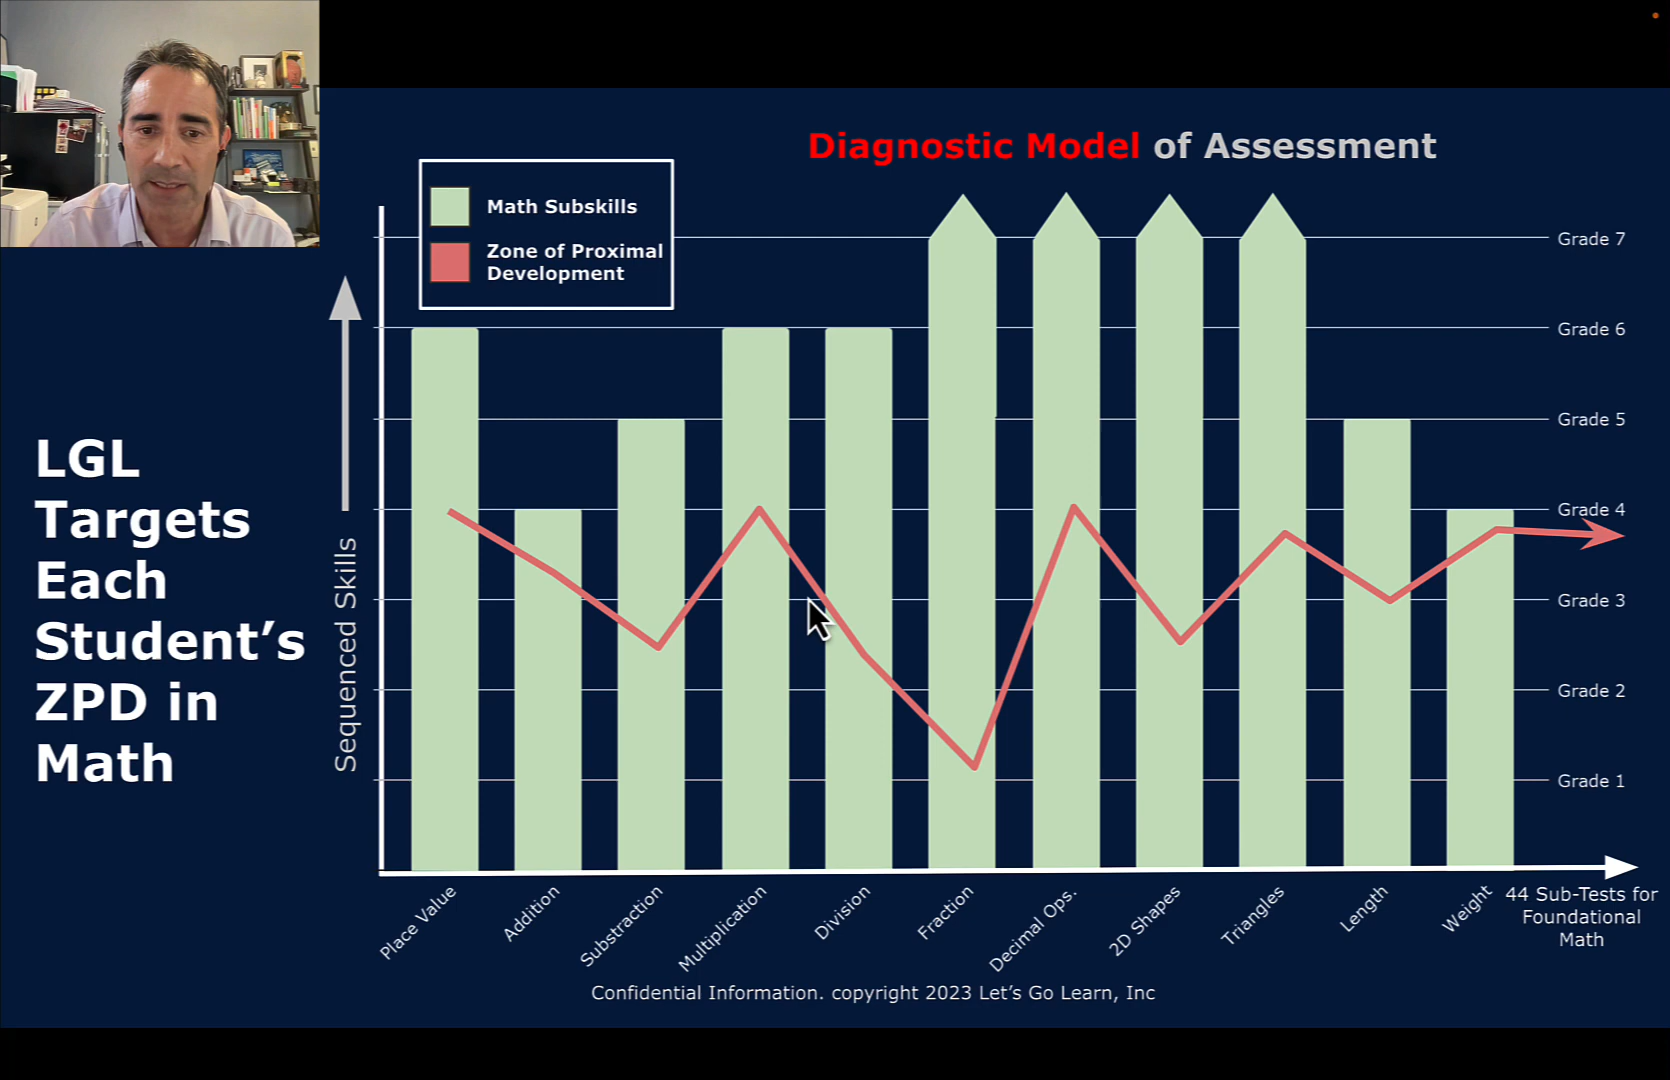 Diagnostic Model of Assessment
Math Subskills
Zone of Proximal
Development
LGL
Targets
Each
Student’s
ZPD in
Math
Sequenced Skills
Grade 7
Grade 6
Grade 5
Grade 4
Grade 3
Grade 2
Grade 1
Place Value
Addition
Substraction
Multiplication
Division
Fraction
Decimal Ops.
2D Shapes
Triangles
Length
Weight
44 Sub-Tests for
Foundational
Math
Confidential Information. copyright 2023 Let’s Go Learn, Inc